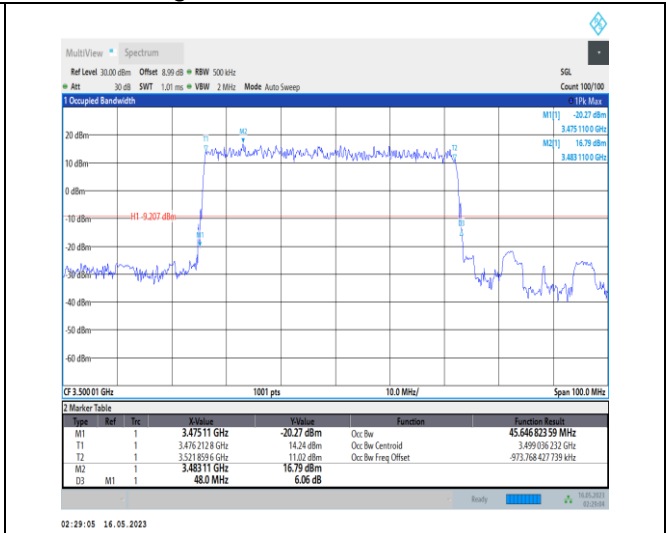 MultiView Spectrum
Ref Level 30.00 dBm Offset 8.99 dB RBW 500 kHz SGL
Att 30 dB SWT 1.01 ms VBW 2 MHz Mode Auto Sweep Count 100/100
1 Occupied Bandwidth 1Pk Max
M1[1] -20.27 dBm
3.475 110 0 GHz
M2[1] 16.79 dBm
3.483 110 0 GHz
20 dBm
T1
M2
T2
10 dBm
0 dBm
-10 dBm
H1 -9.207 dBm
D3
M1
-20 dBm
-30 dBm
-40 dBm
-50 dBm
-60 dBm
CF 3.500 01 GHz 1001 pts 10.0 MHz/ Span 100.0 MHz
2 Marker Table
Type Ref Trc X-Value Y-Value Function Function Result
M1 1 3.475 11 GHz -20.27 dBm Occ Bw 45.646 823 59 MHz
T1 1 3.476 212 8 GHz 14.24 dBm Occ Bw Centroid 3.499 036 232 GHz
T2 1 3.521 859 6 GHz 11.02 dBm Occ Bw Freq Offset -973.768 427 739 kHz
M2 1 3.483 11 GHz 16.79 dBm
D3 M1 1 48.0 MHz 6.06 dB
Ready 16.05.2023
02:29:04
02:29:05 16.05.2023